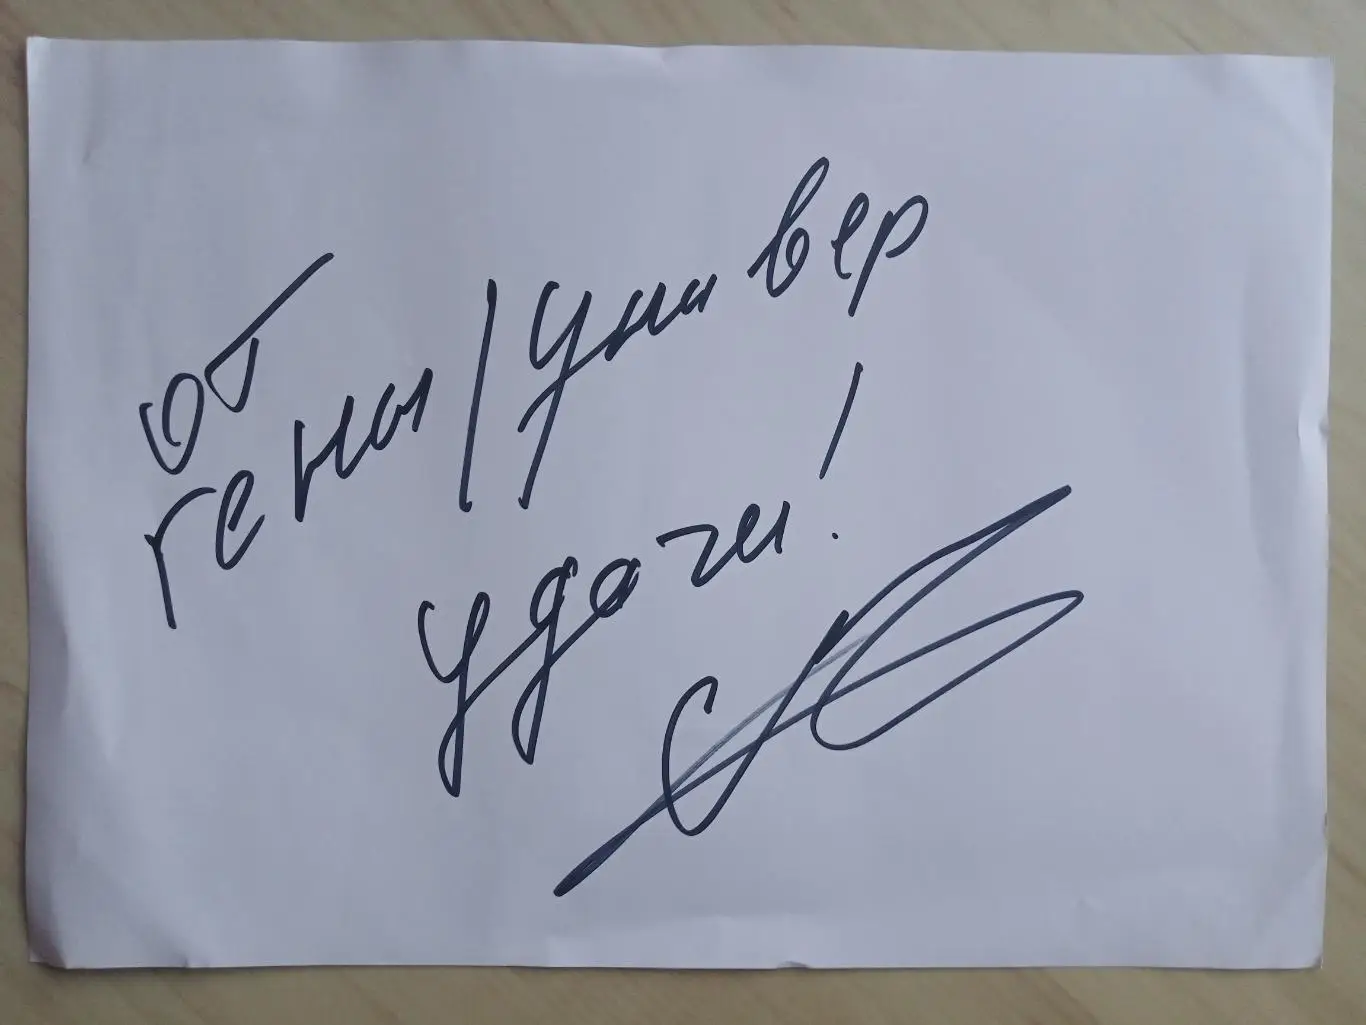 от
гены/универ
удачи!